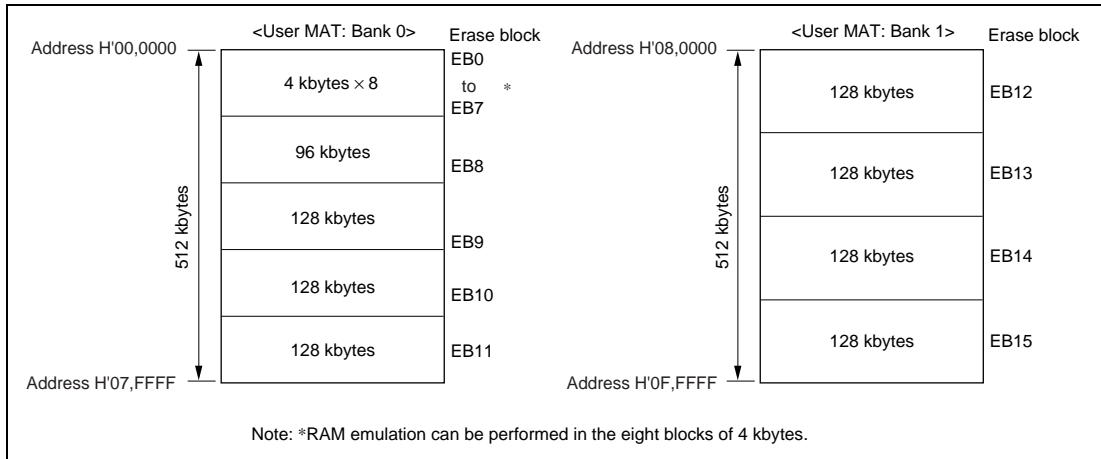 <User MAT: Bank 0> Erase block
Address H'00,0000
4 kbytes × 8
EB0
to *
EB7
96 kbytes
EB8
128 kbytes
EB9
128 kbytes
EB10
128 kbytes
EB11
512 kbytes
Address H'07,FFFF
<User MAT: Bank 1> Erase block
Address H'08,0000
128 kbytes
EB12
128 kbytes
EB13
128 kbytes
EB14
128 kbytes
EB15
512 kbytes
Address H'0F,FFFF
Note: *RAM emulation can be performed in the eight blocks of 4 kbytes.